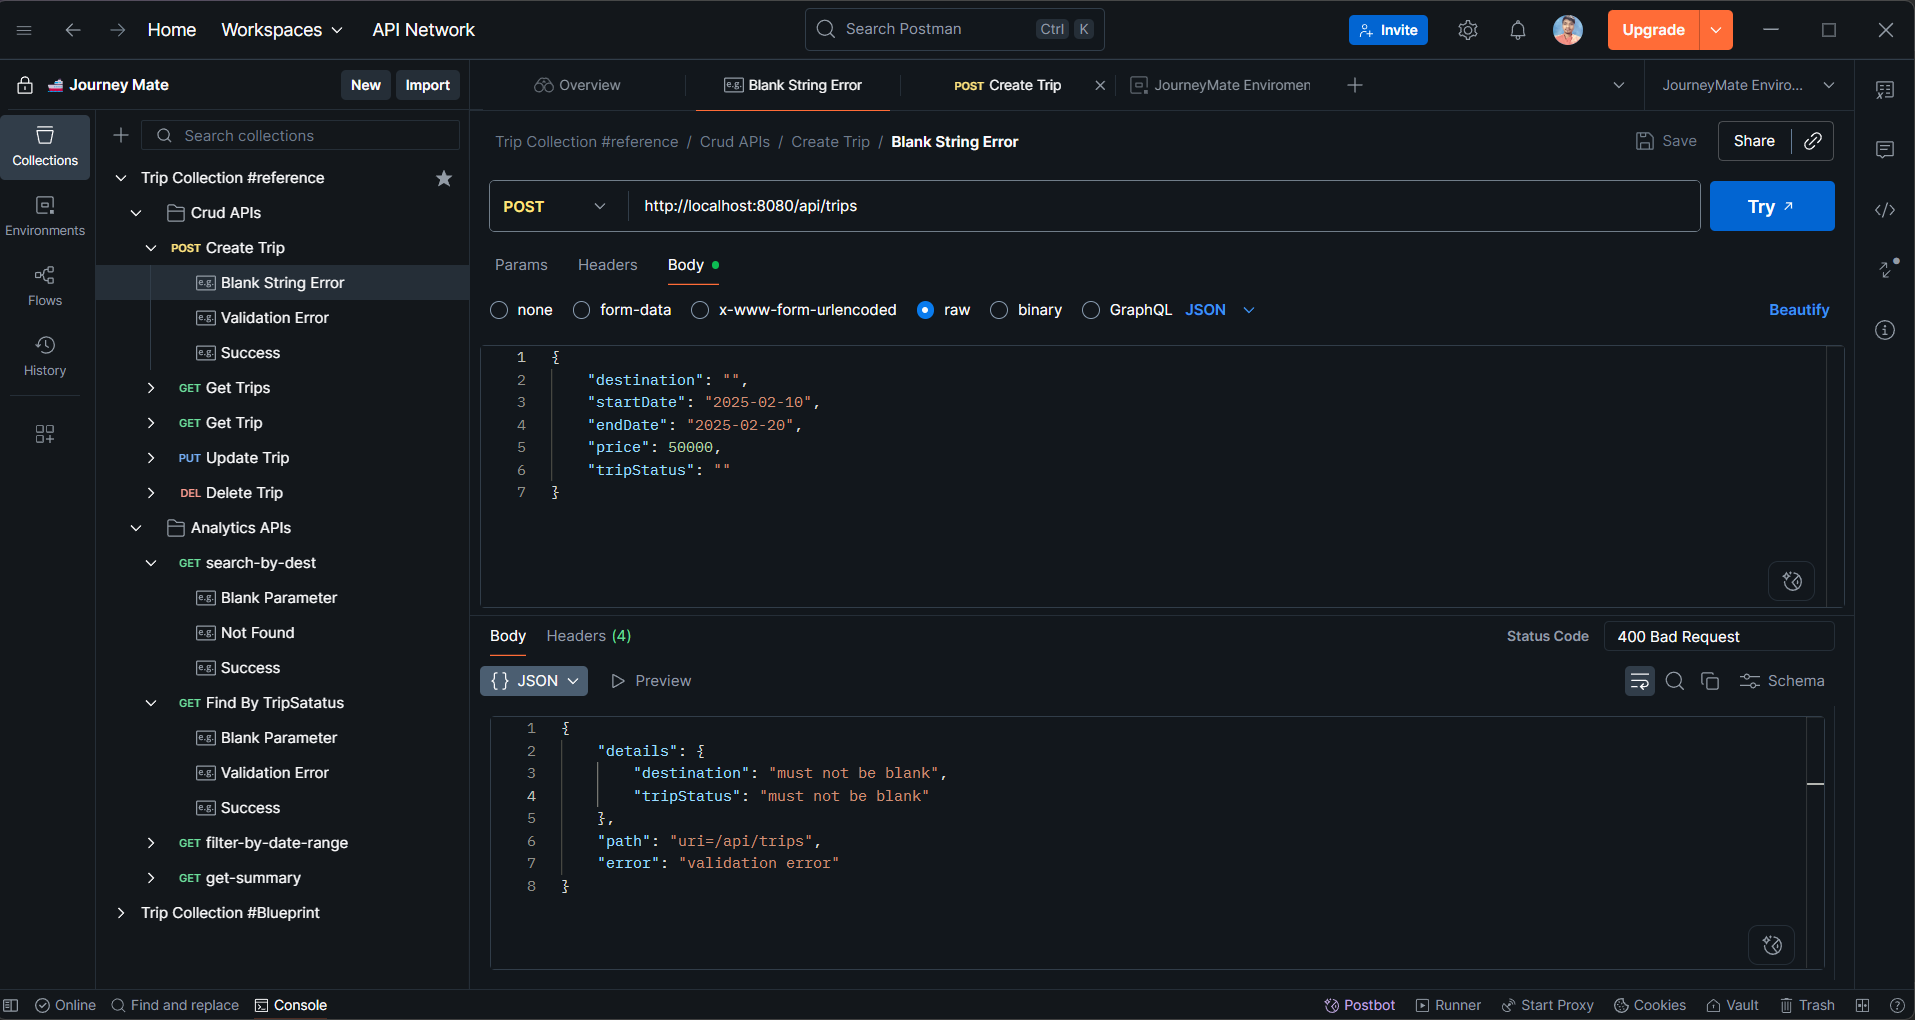 Home Workspaces API Network Search Postman Ctrl K Invite Upgrade
Journey Mate New Import Overview e.g. Blank String Error POST Create Trip JourneyMate Enviromen JourneyMate Enviro...
Collections
Environments
Flows
History
Search collections
Trip Collection #reference
Crud APIs
POST Create Trip
e.g. Blank String Error
e.g. Validation Error
e.g. Success
GET Get Trips
GET Get Trip
PUT Update Trip
DEL Delete Trip
Analytics APIs
GET search-by-dest
e.g. Blank Parameter
e.g. Not Found
e.g. Success
GET Find By TripSatatus
e.g. Blank Parameter
e.g. Validation Error
e.g. Success
GET filter-by-date-range
GET get-summary
Trip Collection #Blueprint
Trip Collection #reference / Crud APIs / Create Trip / Blank String Error Save Share
POST http://localhost:8080/api/trips Try
Params Headers Body
none form-data x-www-form-urlencoded raw binary GraphQL JSON Beautify
1 {
2 "destination": "",
3 "startDate": "2025-02-10",
4 "endDate": "2025-02-20",
5 "price": 50000,
6 "tripStatus": ""
7 }
Body Headers (4) Status Code 400 Bad Request
{} JSON Preview Schema
1 {
2 "details": {
3 "destination": "must not be blank",
4 "tripStatus": "must not be blank"
5 },
6 "path": "uri=/api/trips",
7 "error": "validation error"
8 }
Online Find and replace Console Postbot Runner Start Proxy Cookies Vault Trash